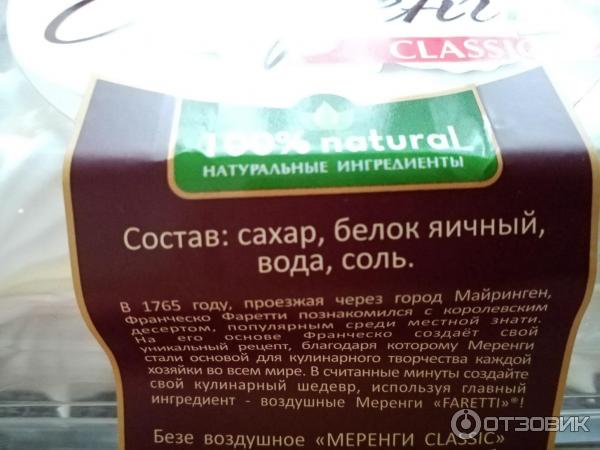 CLASSIC
100% natural
НАТУРАЛЬНЫЕ ИНГРЕДИЕНТЫ
Состав: сахар, белок яичный,
вода, соль.
В 1765 году, проезжая через город Майринген,
Франческо Фаретти познакомился с королевским
десертом, популярным среди местной знати.
На его основе Франческо создаёт свой
уникальный рецепт, благодаря которому Меренги
стали основой для кулинарного творчества каждой
хозяйки во всем мире. В считанные минуты создайте
свой кулинарный шедевр, используя главный
ингредиент - воздушные Меренги «FARETTI»®!
Безе воздушное «МЕРЕНГИ CLASSIC»
ОТЗОВИК